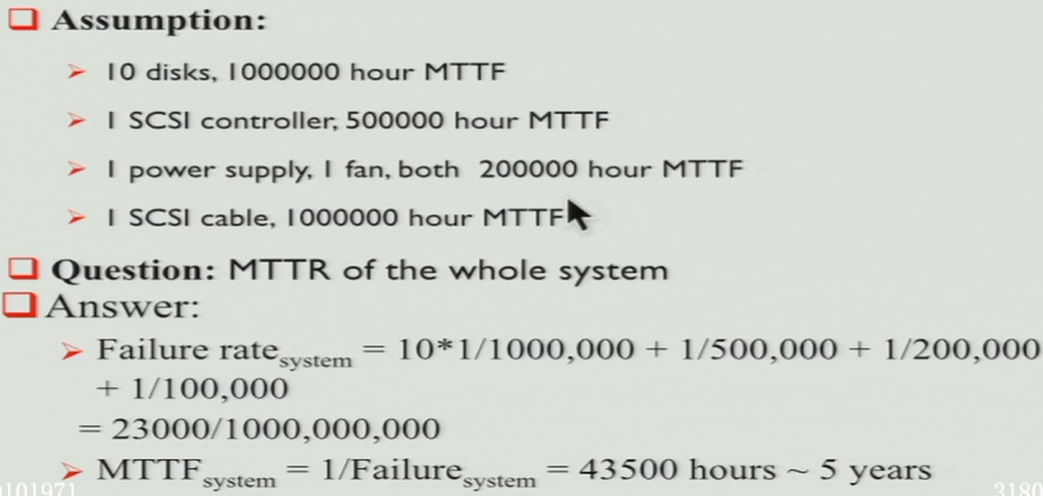 Assumption:
10 disks, 1000000 hour MTTF
1 SCSI controller, 500000 hour MTTF
1 power supply, 1 fan, both 200000 hour MTTF
1 SCSI cable, 1000000 hour MTTF
Question: MTTR of the whole system
Answer:
Failure rate system = 10*1/1000,000 + 1/500,000 + 1/200,000
+ 1/100,000
= 23000/1000,000,000
MTTF system = 1/Failure system = 43500 hours ~ 5 years
0101971
3180